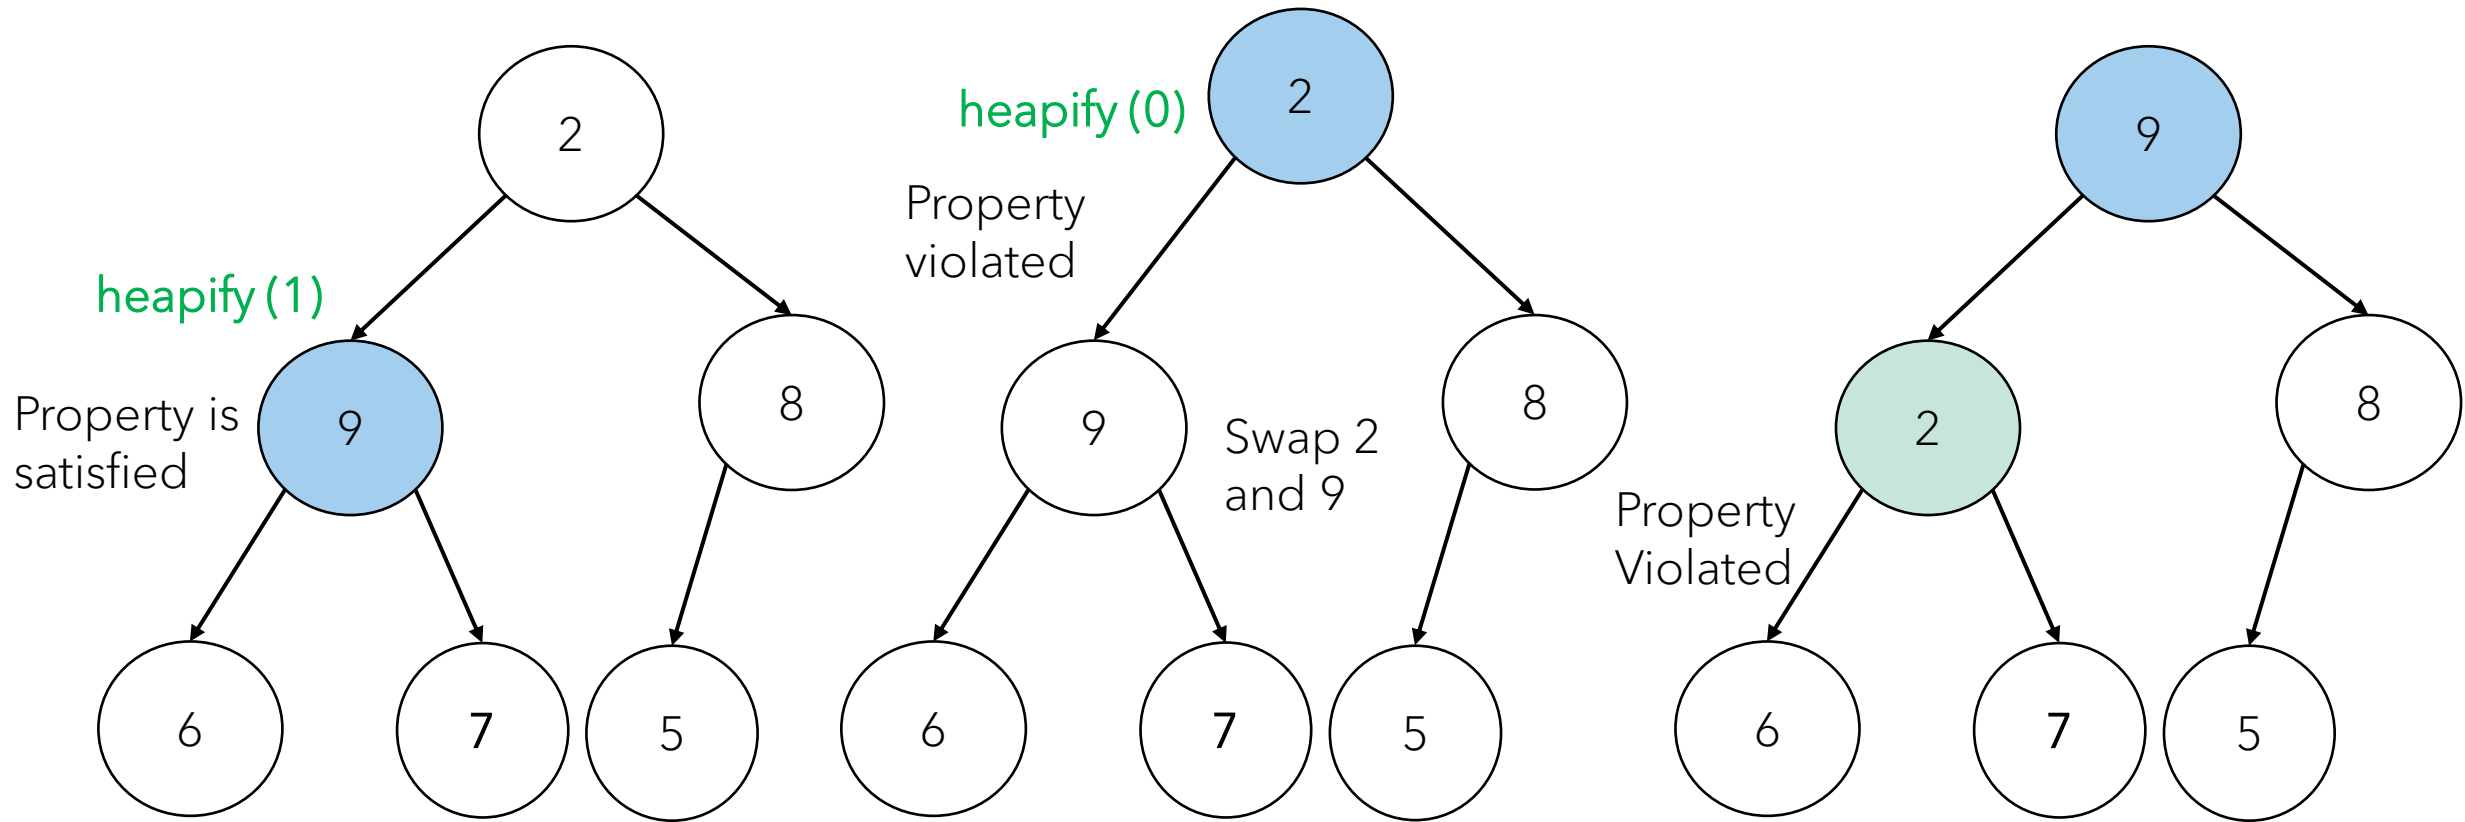 2
heapify (1)
Property is
satisfied
9
8
6
7
5
heapify (0)
2
Property
violated
9
Swap 2
and 9
8
6
7
5
9
2
8
Property
Violated
6
7
5